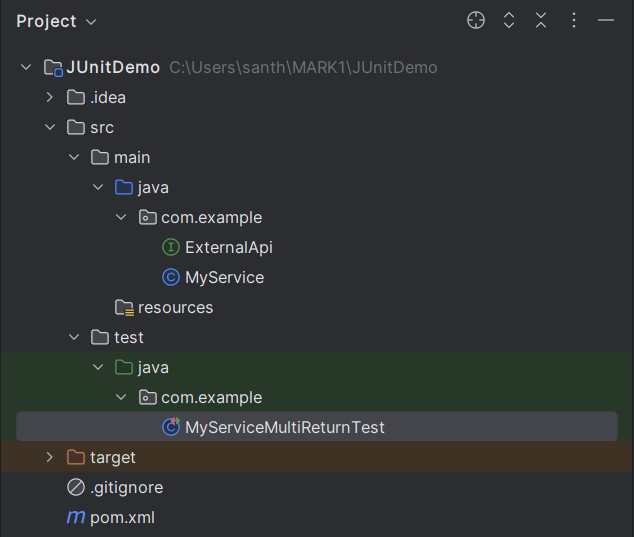 Project
JUnitDemo C:\Users\santh\MARK1\JUnitDemo
.idea
src
main
java
com.example
ExternalApi
MyService
resources
test
java
com.example
MyServiceMultiReturnTest
target
.gitignore
pom.xml